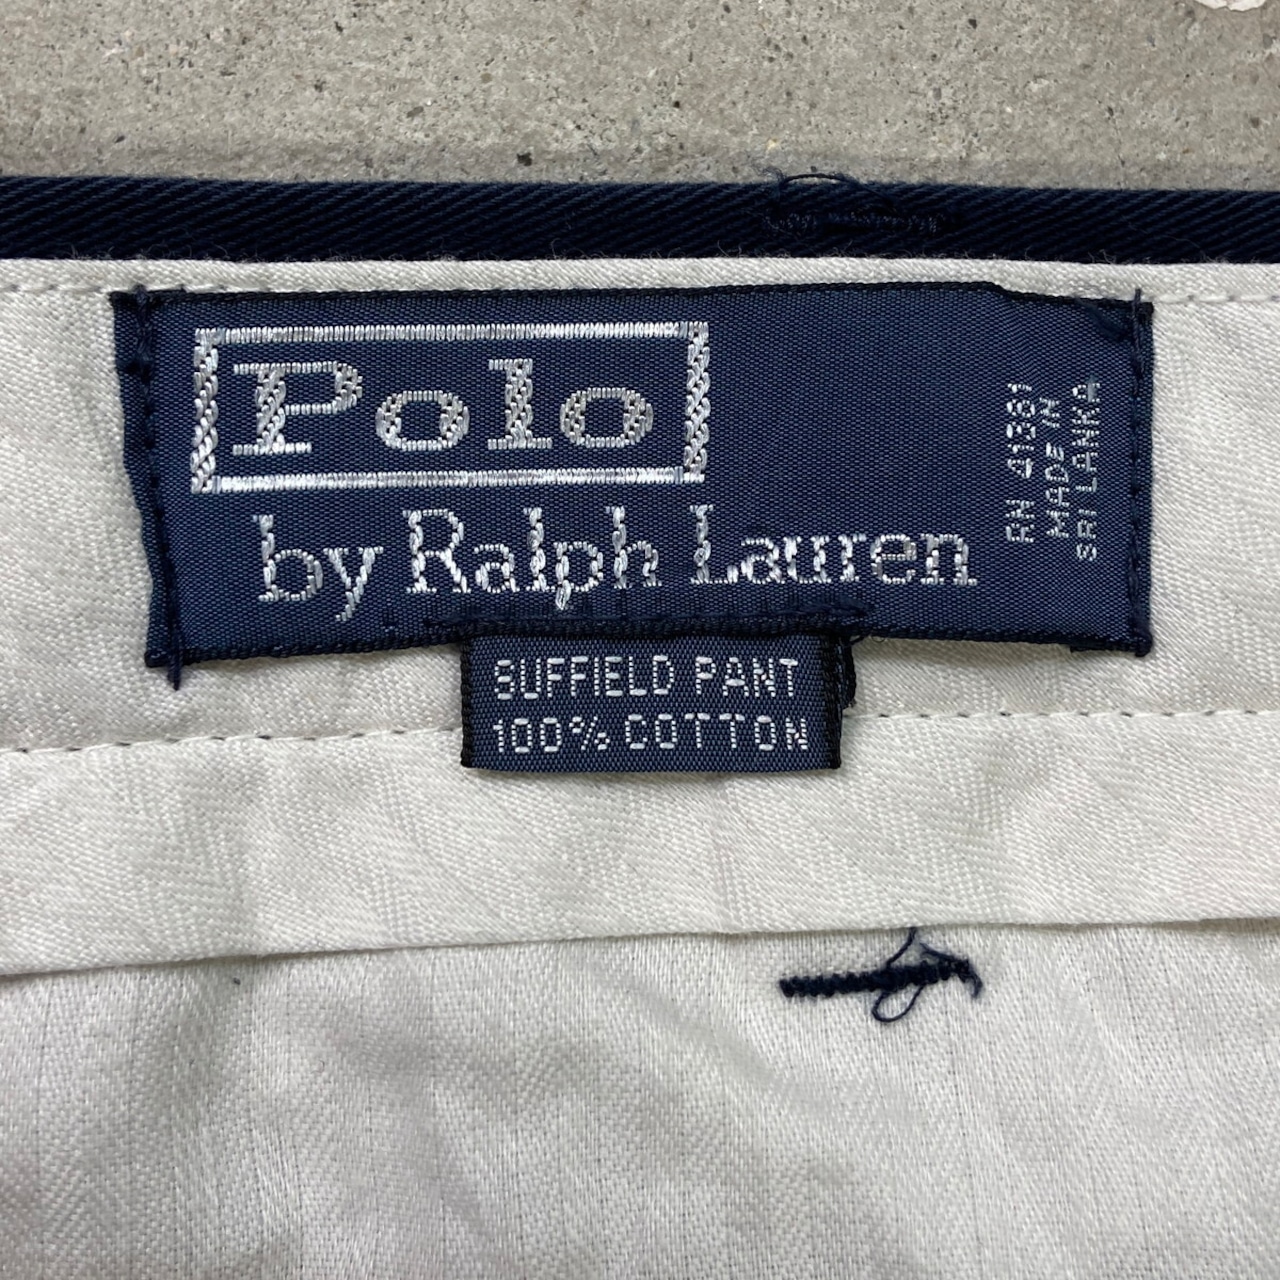 Polo
by Ralph Lauren
RN 41381
MADE IN
SRI LANKA
SUFFIELD PANT
100% COTTON